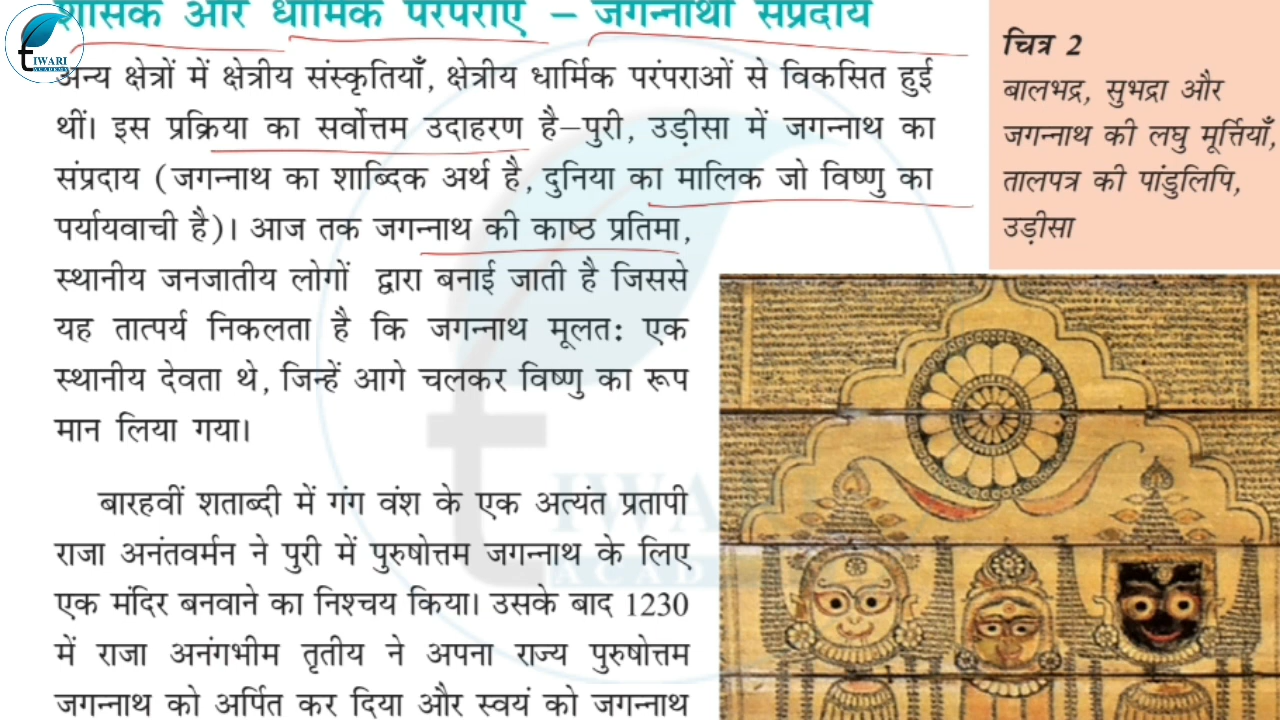 शासक और धार्मिक परंपराएँ – जगन्नाथी संप्रदाय
अन्य क्षेत्रों में क्षेत्रीय संस्कृतियाँ, क्षेत्रीय धार्मिक परंपराओं से विकसित हुई
थीं। इस प्रक्रिया का सर्वोत्तम उदाहरण है–पुरी, उड़ीसा में जगन्नाथ का
संप्रदाय (जगन्नाथ का शाब्दिक अर्थ है, दुनिया का मालिक जो विष्णु का
पर्यायवाची है)। आज तक जगन्नाथ की काष्ठ प्रतिमा,
स्थानीय जनजातीय लोगों द्वारा बनाई जाती है जिससे
यह तात्पर्य निकलता है कि जगन्नाथ मूलतः एक
स्थानीय देवता थे, जिन्हें आगे चलकर विष्णु का रूप
मान लिया गया।
बारहवीं शताब्दी में गंग वंश के एक अत्यंत प्रतापी
राजा अनंतवर्मन ने पुरी में पुरुषोत्तम जगन्नाथ के लिए
एक मंदिर बनवाने का निश्चय किया। उसके बाद 1230
में राजा अनंगभीम तृतीय ने अपना राज्य पुरुषोत्तम
जगन्नाथ को अर्पित कर दिया और स्वयं को जगन्नाथ
चित्र 2
बालभद्र, सुभद्रा और
जगन्नाथ की लघु मूर्त्तियाँ,
तालपत्र की पांडुलिपि,
उड़ीसा
TIWARI
ACADEMY